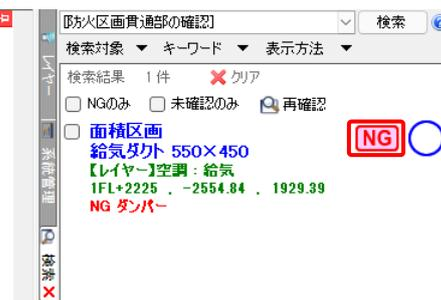 [防火区画貫通部の確認]
検索
検索対象 ▼ キーワード ▼ 表示方法 ▼
検索結果 1件 クリア
NGのみ 未確認のみ 再確認
面積区画
NG
給気ダクト 550×450
【レイヤー】空調：給気
1FL+2225 , -2554.84 , 1929.39
NG ダンパー
レイヤー
系統管理
検索